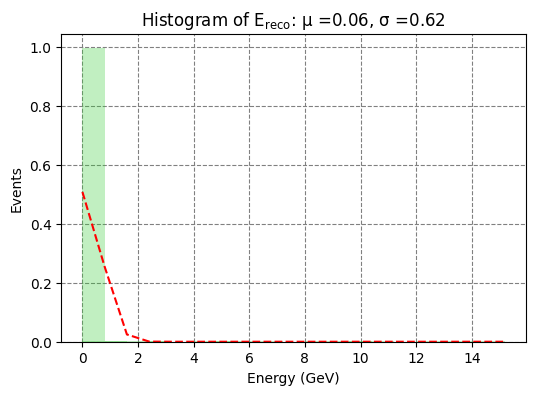 Histogram of E_reco: μ =0.06, σ =0.62
Events
1.0
0.8
0.6
0.4
0.2
0.0
0 2 4 6 8 10 12 14
Energy (GeV)